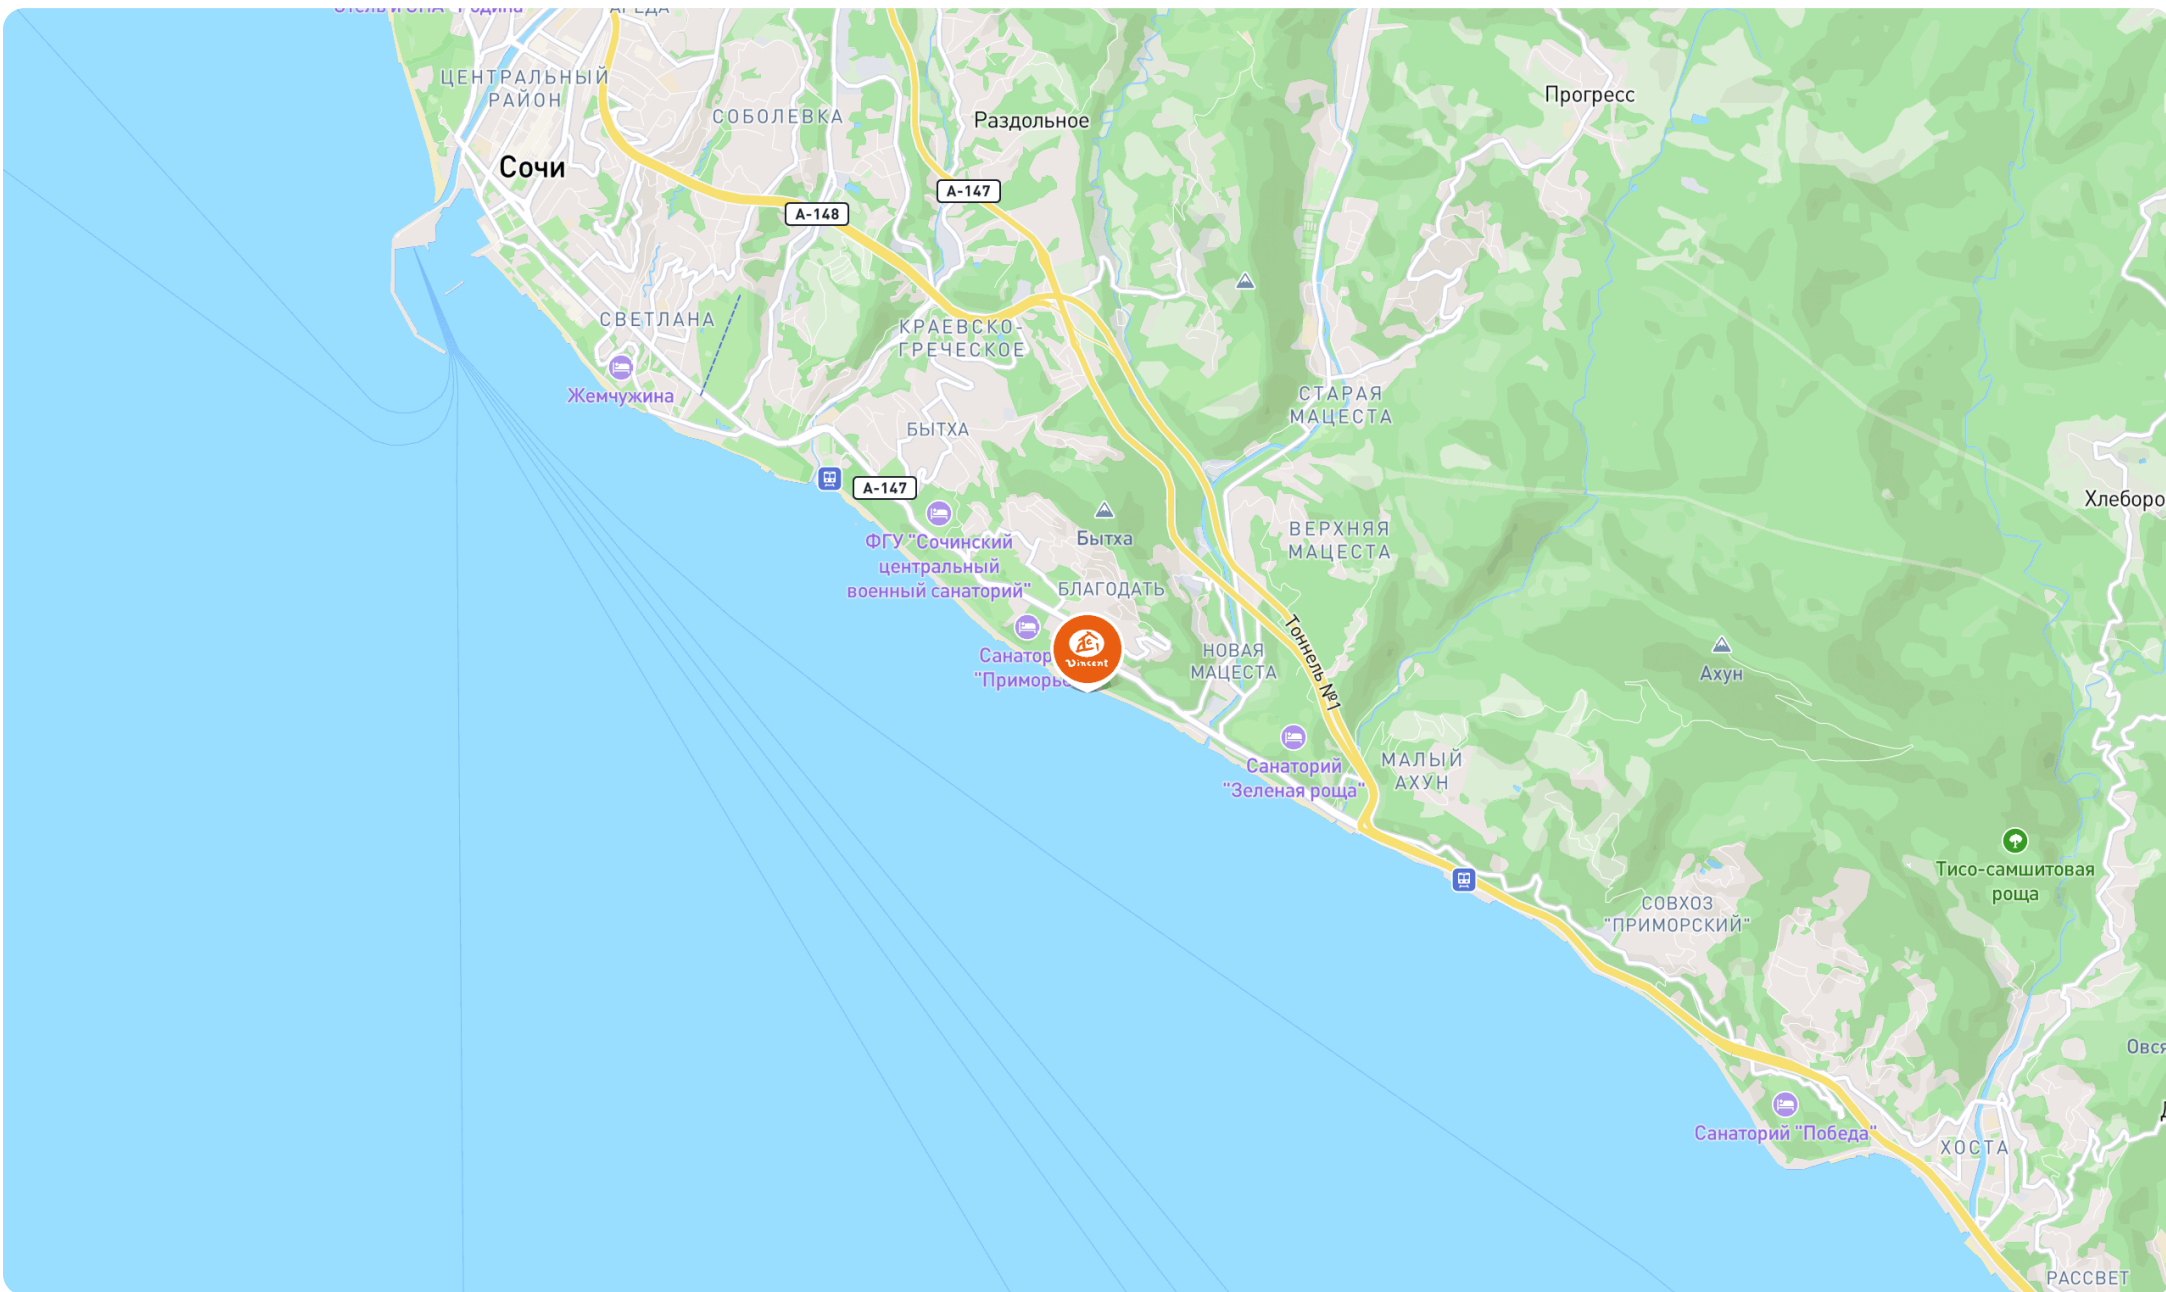 ЦЕНТРАЛЬНЫЙ
РАЙОН
СОБОЛЕВКА
Раздольное
Прогресс
Сочи
А-147
А-148
СВЕТЛАНА
КРАЕВСКО-
ГРЕЧЕСКОЕ
Жемчужина
СТАРАЯ
МАЦЕСТА
БЫТХА
А-147
Хлеборо
ФГУ "Сочинский
центральный
военный санаторий"
Бытха
ВЕРХНЯЯ
МАЦЕСТА
БЛАГОДАТЬ
Vincent
Санатор
"Приморье
НОВАЯ
МАЦЕСТА
Тоннель №1
Ахун
Санаторий
"Зеленая роща"
МАЛЫЙ
АХУН
Тисо-самшитовая
роща
СОВХОЗ
"ПРИМОРСКИЙ"
Овся
Санаторий "Победа"
ХОСТА
РАССВЕТ